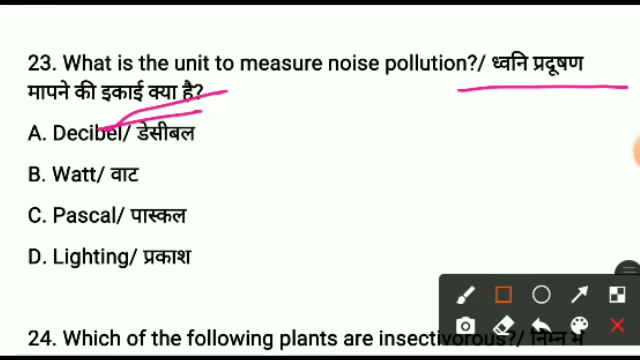 23. What is the unit to measure noise pollution?/ ध्वनि प्रदूषण
मापने की इकाई क्या है?
A. Decibel/ डेसीबल
B. Watt/ वाट
C. Pascal/ पास्कल
D. Lighting/ प्रकाश
24. Which of the following plants are insectivorous?/ निम्न में